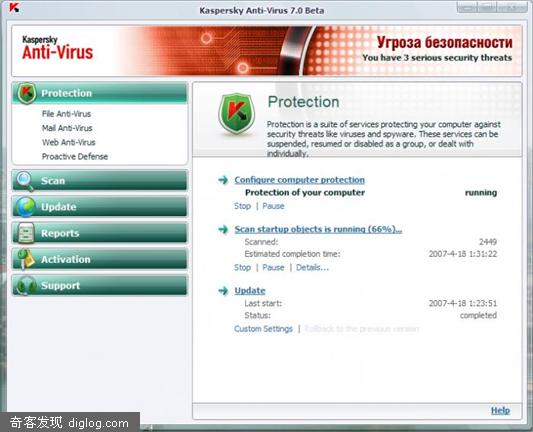 Kaspersky Anti-Virus 7.0 Beta
Kaspersky
Anti-Virus
Угроза безопасности
You have 3 serious security threats
Protection
File Anti-Virus
Mail Anti-Virus
Web Anti-Virus
Proactive Defense
Scan
Update
Reports
Activation
Support
Protection
Protection is a suite of services protecting your computer against
security threats like viruses and spyware. These services can be
suspended, resumed or disabled as a group, or dealt with
individually.
Configure computer protection
Protection of your computer running
Stop | Pause
Scan startup objects is running (66%)...
Scanned: 2449
Estimated completion time: 2007-4-18 1:31:22
Stop | Pause | Details...
Update
Last start: 2007-4-18 1:23:51
Status: completed
Custom Settings | Rollback to the previous version
Help
奇客发现 diglog.com